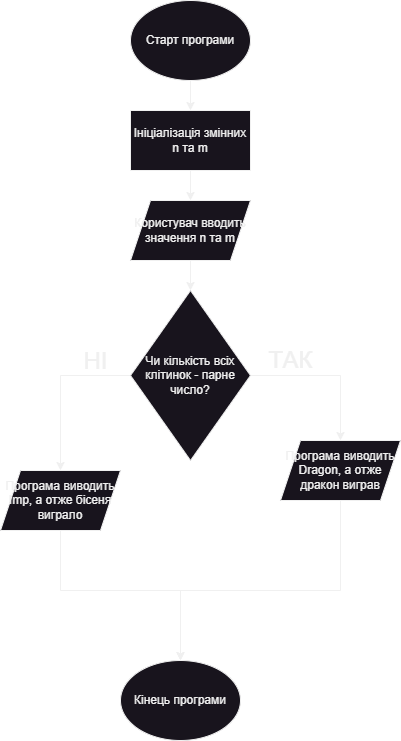 Старт програми
Ініціалізація змінних
n та m
Користувач вводить
значення n та m
Чи кількість всіх
клітинок - парне
число?
НІ
ТАК
Програма виводить
Dragon, а отже
дракон виграв
Програма виводить
Imp, а отже бісеня
виграло
Кінець програми